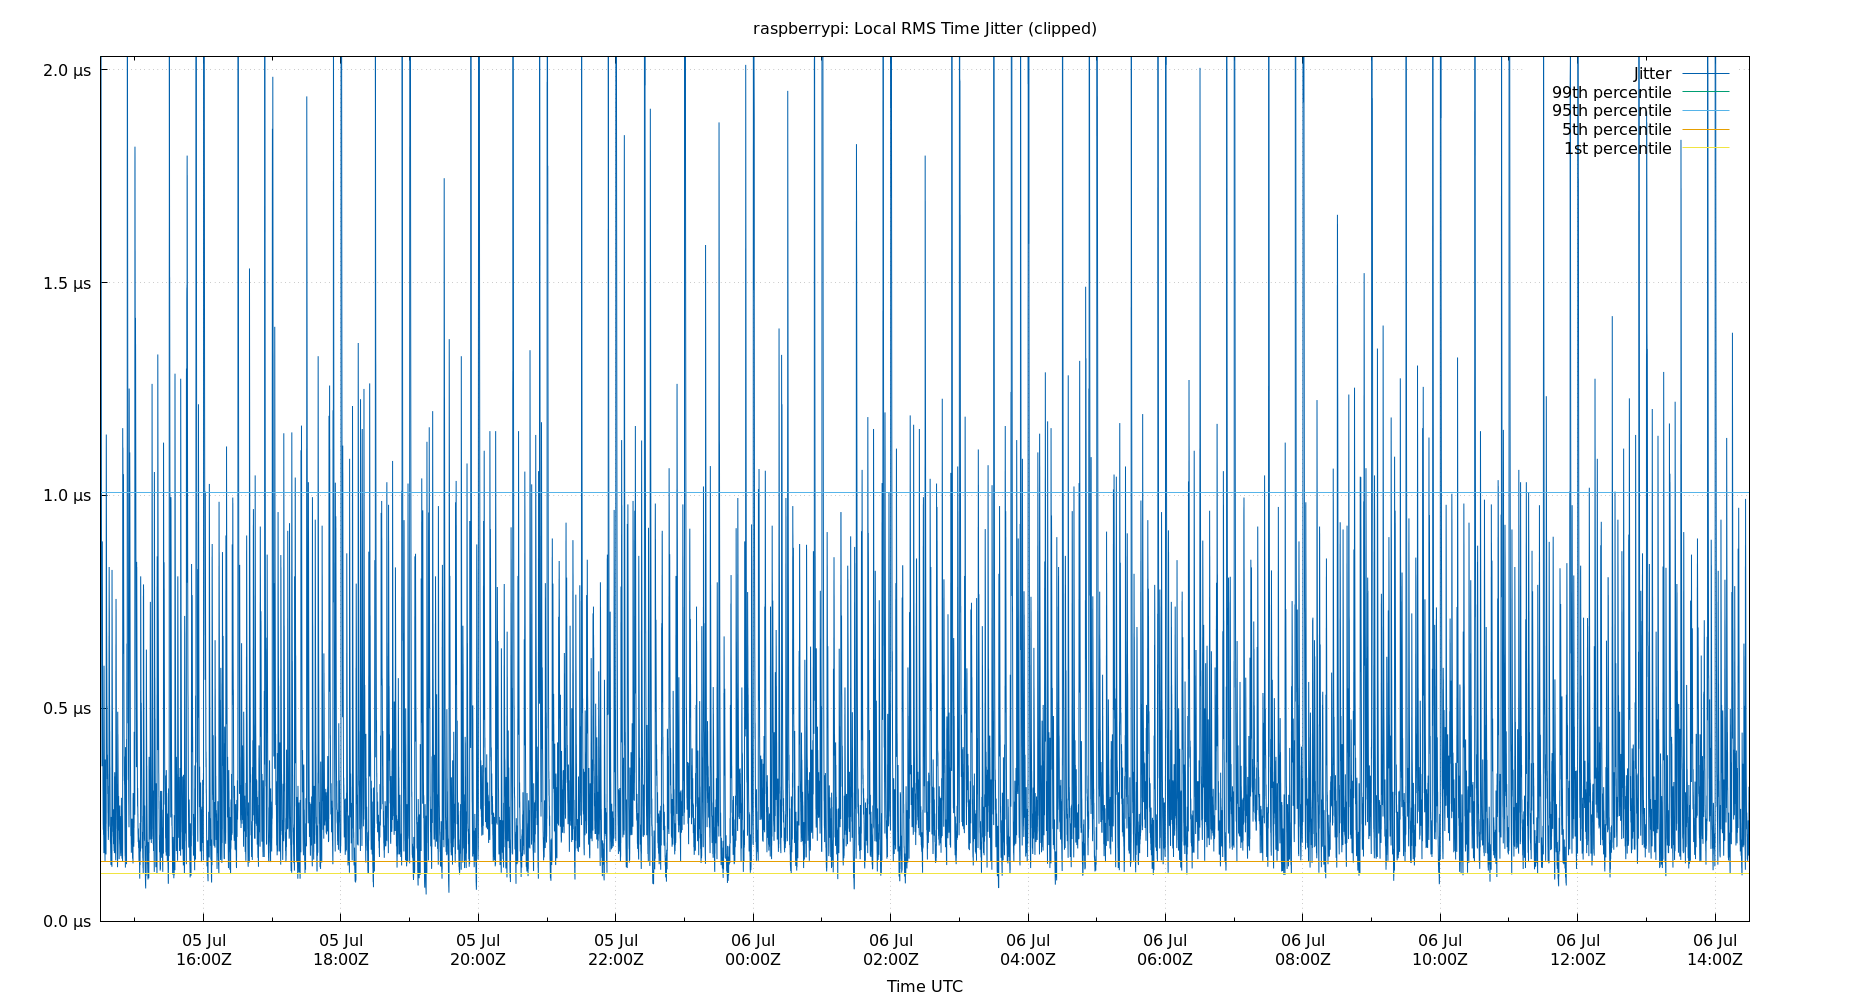 raspberrypi: Local RMS Time Jitter (clipped)
2.0 µs
1.5 µs
1.0 µs
0.5 µs
0.0 µs
Jitter
99th percentile
95th percentile
5th percentile
1st percentile
05 Jul 05 Jul 05 Jul 05 Jul 06 Jul 06 Jul 06 Jul 06 Jul 06 Jul 06 Jul 06 Jul 06 Jul
16:00Z 18:00Z 20:00Z 22:00Z 00:00Z 02:00Z 04:00Z 06:00Z 08:00Z 10:00Z 12:00Z 14:00Z
Time UTC